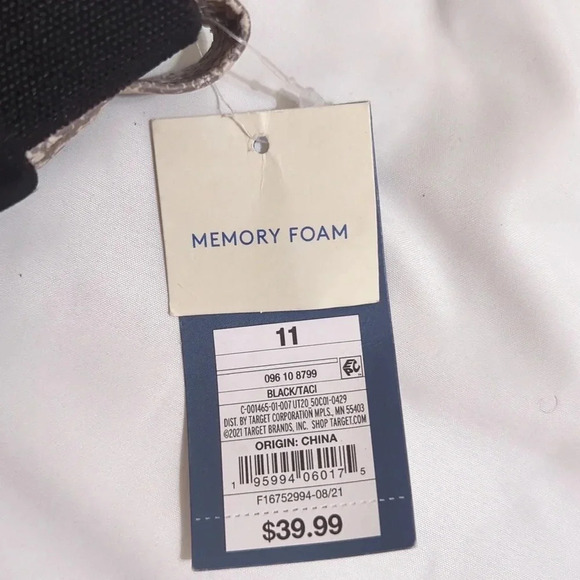 MEMORY FOAM
11
096 10 8799
BLACK/TACI
C-001465-01-007 UT20 50C01-0429
DIST. BY TARGET CORPORATION MPLS., MN 55403
©2021 TARGET BRANDS, INC. SHOP TARGET.COM
ORIGIN: CHINA
1 95994 06017 5
F16752994-08/21
$39.99